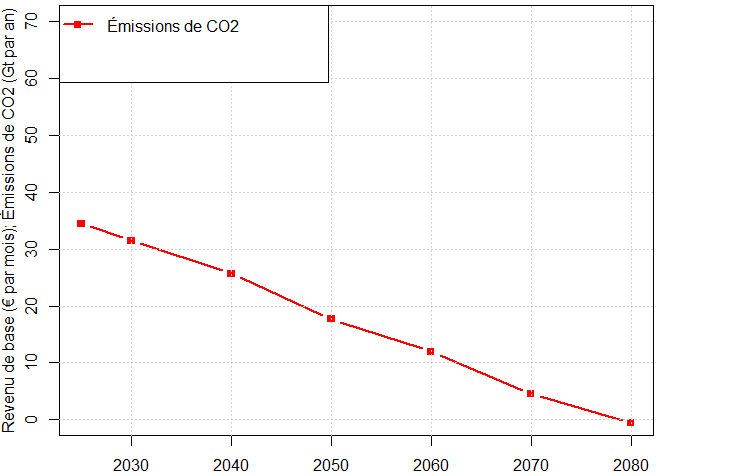 Émissions de CO2
Revenu de base (€ par mois); Émissions de CO2 (Gt par an)
70
60
50
40
30
20
10
0
2030 2040 2050 2060 2070 2080